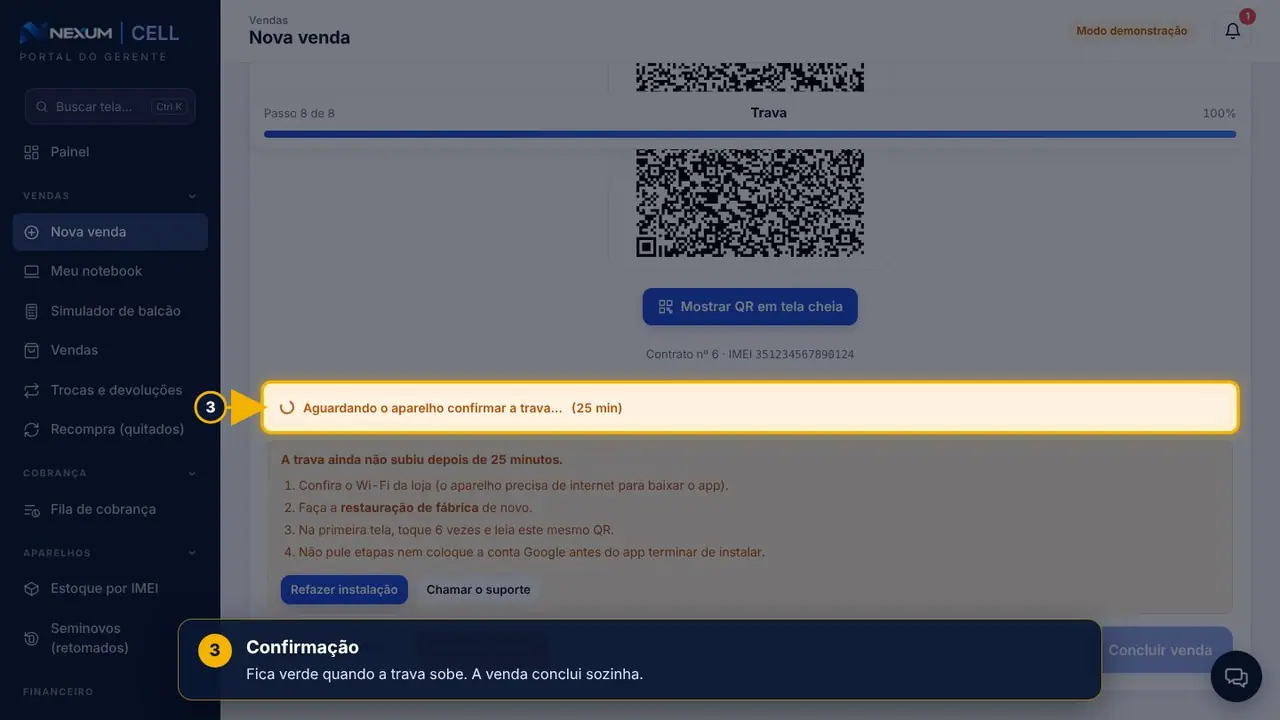 NEXUM | CELL
PORTAL DO GERENTE
Buscar tela... Ctrl K
Painel
VENDAS
Nova venda
Meu notebook
Simulador de balcão
Vendas
Trocas e devoluções
Recompra (quitados)
COBRANÇA
Fila de cobrança
APARELHOS
Estoque por IMEI
Seminovos
(retomados)
FINANCEIRO
Vendas
Nova venda
Modo demonstração
1
Passo 8 de 8
Trava
100%
Mostrar QR em tela cheia
Contrato nº 6 · IMEI 351234567890124
3
Aguardando o aparelho confirmar a trava... (25 min)
A trava ainda não subiu depois de 25 minutos.
1. Confira o Wi-Fi da loja (o aparelho precisa de internet para baixar o app).
2. Faça a restauração de fábrica de novo.
3. Na primeira tela, toque 6 vezes e leia este mesmo QR.
4. Não pule etapas nem coloque a conta Google antes do app terminar de instalar.
Refazer instalação
Chamar o suporte
3
Confirmação
Fica verde quando a trava sobe. A venda conclui sozinha.
Concluir venda